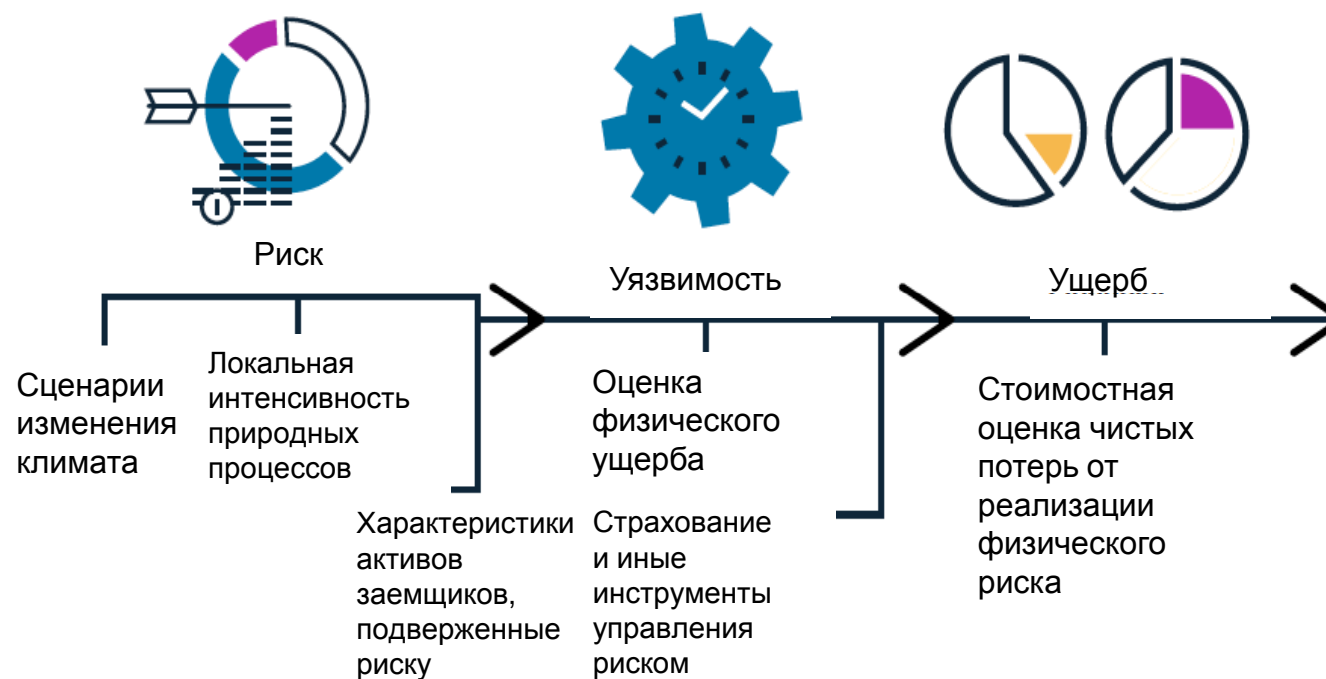 Риск
Сценарии
изменения
климата
Локальная
интенсивность
природных
процессов
Характеристики
активов
заемщиков,
подверженные
риску
Уязвимость
Оценка
физического
ущерба
Страхование
и иные
инструменты
управления
риском
Ущерб
Стоимостная
оценка чистых
потерь от
реализации
физического
риска